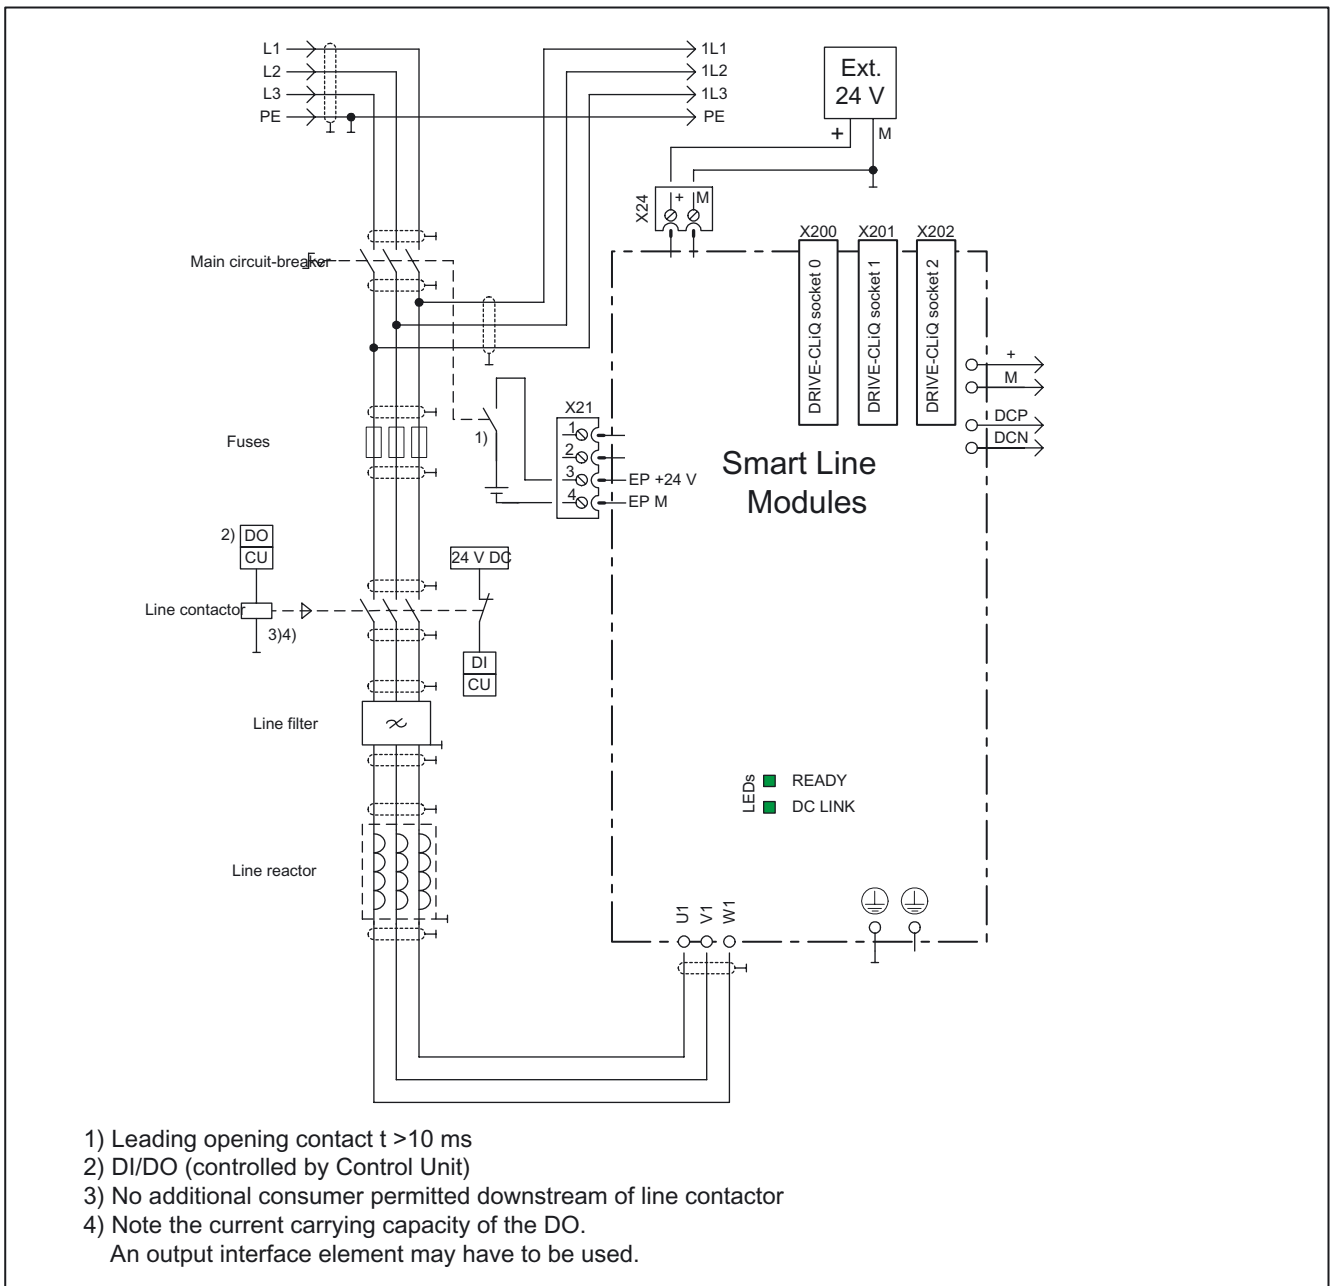 L1 1L1
L2 1L2
L3 1L3
PE PE
Ext.
24 V
+ M
X24
+ M
X200 X201 X202
DRIVE-CLiQ socket 0
DRIVE-CLiQ socket 1
DRIVE-CLiQ socket 2
Main circuit-breaker
+
M
DCP
DCN
Fuses
1)
X21
1
2
3 EP +24 V
4 EP M
Smart Line
Modules
2) DO
CU
24 V DC
Line contactor
3)4)
DI
CU
Line filter
LEDs
READY
DC LINK
Line reactor
U1
V1
W1
1) Leading opening contact t >10 ms
2) DI/DO (controlled by Control Unit)
3) No additional consumer permitted downstream of line contactor
4) Note the current carrying capacity of the DO.
An output interface element may have to be used.